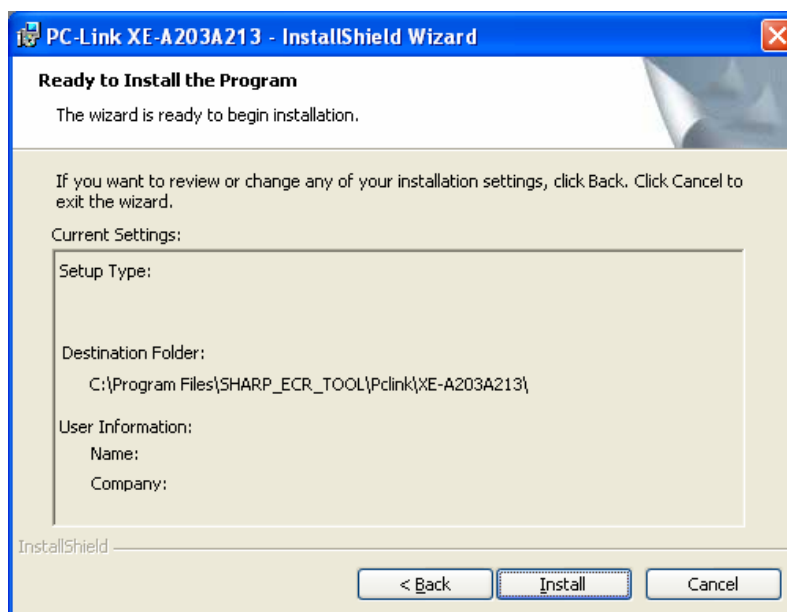 PC-Link XE-A203A213 - InstallShield Wizard
Ready to Install the Program
The wizard is ready to begin installation.
If you want to review or change any of your installation settings, click Back. Click Cancel to
exit the wizard.
Current Settings:
Setup Type:
Destination Folder:
C:\Program Files\SHARP_ECR_TOOL\Pclink\XE-A203A213\
User Information:
Name:
Company:
InstallShield
< Back
Install
Cancel